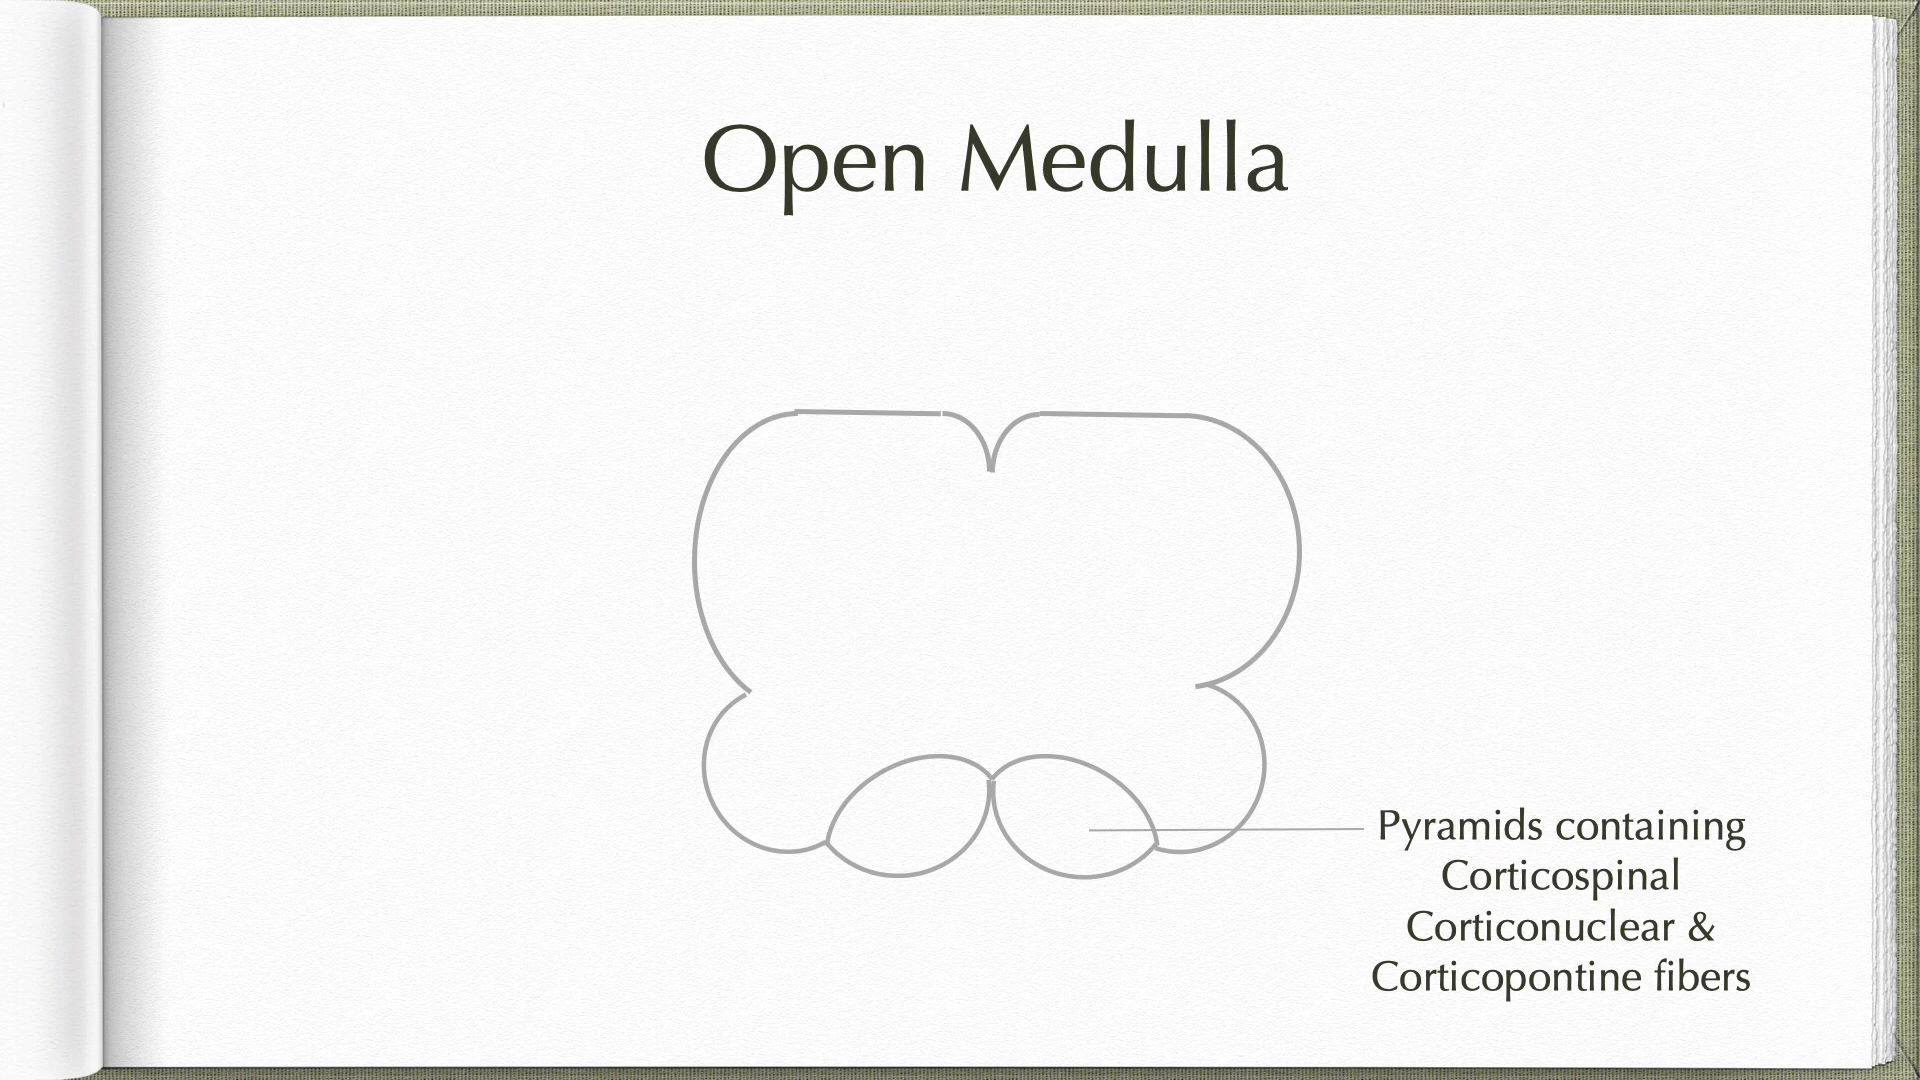 Open Medulla
Pyramids containing
Corticospinal
Corticonuclear &
Corticopontine fibers